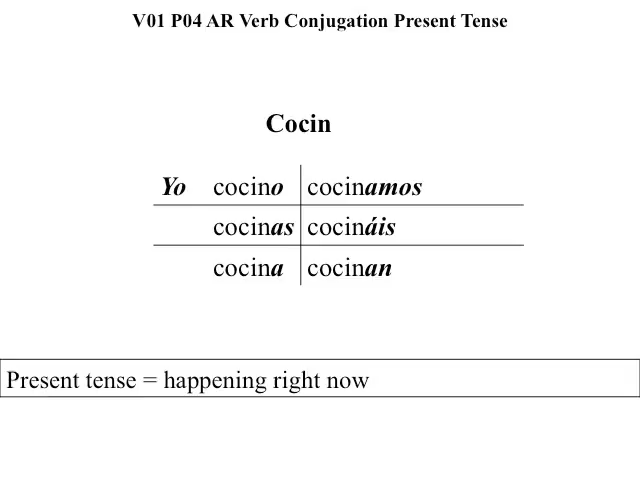 V01 P04 AR Verb Conjugation Present Tense
Cocin
Yo cocino cocinamos
cocinas cocináis
cocina cocinan
Present tense = happening right now